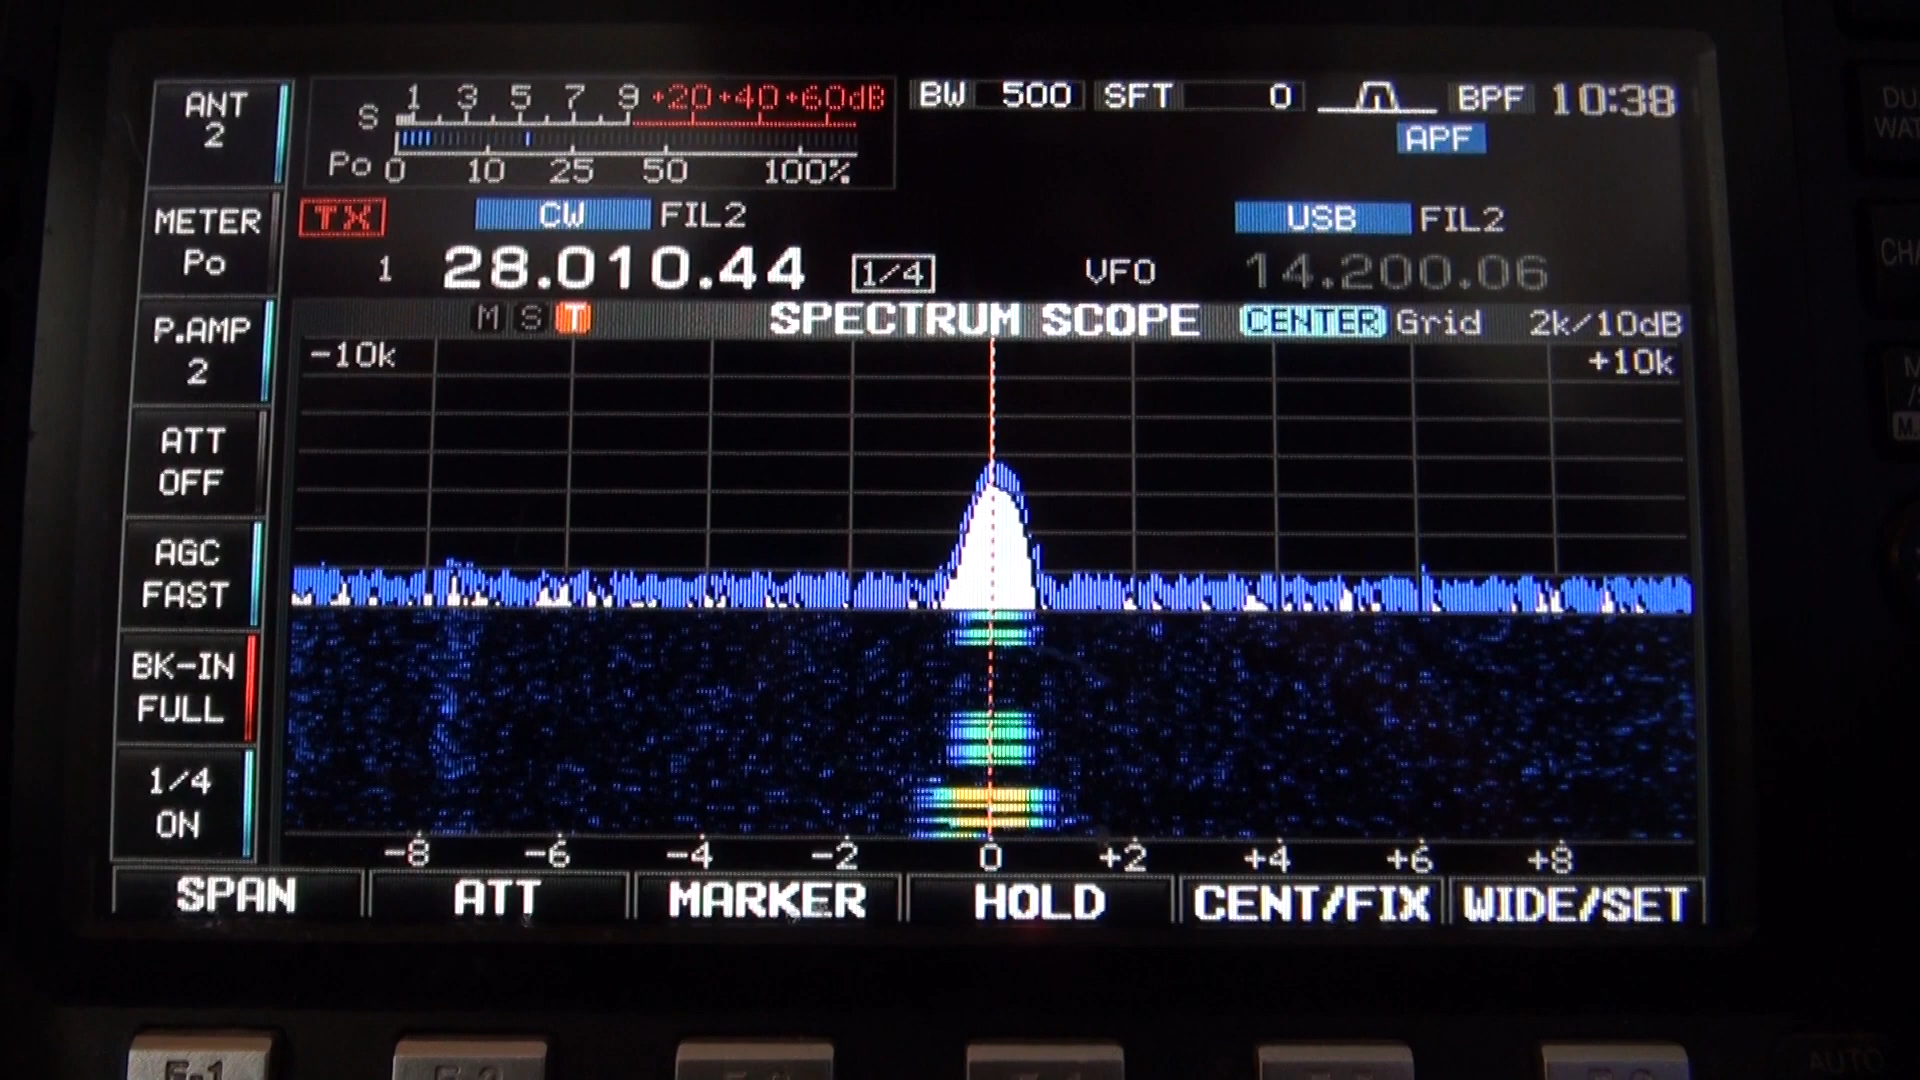 ANT
2
S 1 3 5 7 9 +20 +40 +60dB
Po 0 10 25 50 100%
BW 500 SFT 0 BPF 10:38
APF
METER
Po
TX CW FIL2 USB FIL2
1 28.010.44 1/4 VFO 14.200.06
P.AMP
2
M S T SPECTRUM SCOPE CENTER Grid 2k/10dB
-10k +10k
ATT
OFF
AGC
FAST
BK-IN
FULL
1/4
ON
-8 -6 -4 -2 0 +2 +4 +6 +8
SPAN ATT MARKER HOLD CENT/FIX WIDE/SET
AUTO